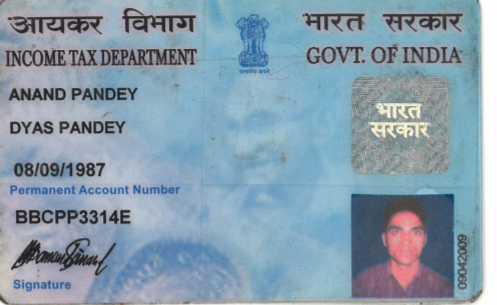 आयकर विभाग
भारत सरकार
INCOME TAX DEPARTMENT
GOVT. OF INDIA
सत्यमेव जयते
ANAND PANDEY
DYAS PANDEY
08/09/1987
Permanent Account Number
BBCPP3314E
Signature
भारत
सरकार
09042009